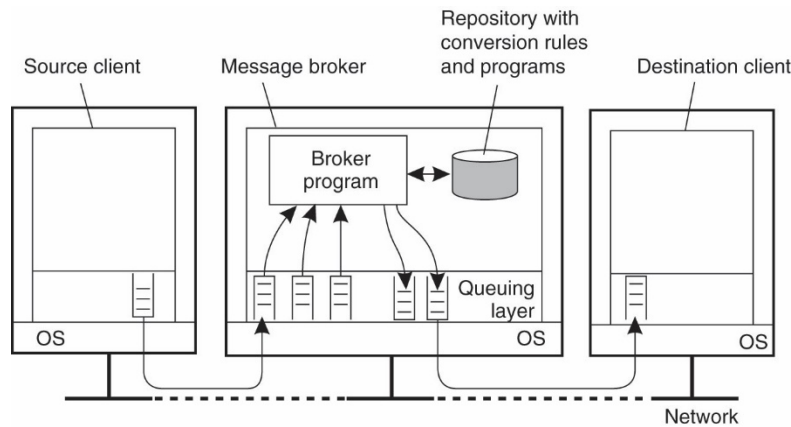 Repository with
conversion rules
and programs
Source client
Message broker
Destination client
Broker
program
Queuing
layer
OS
OS
OS
Network